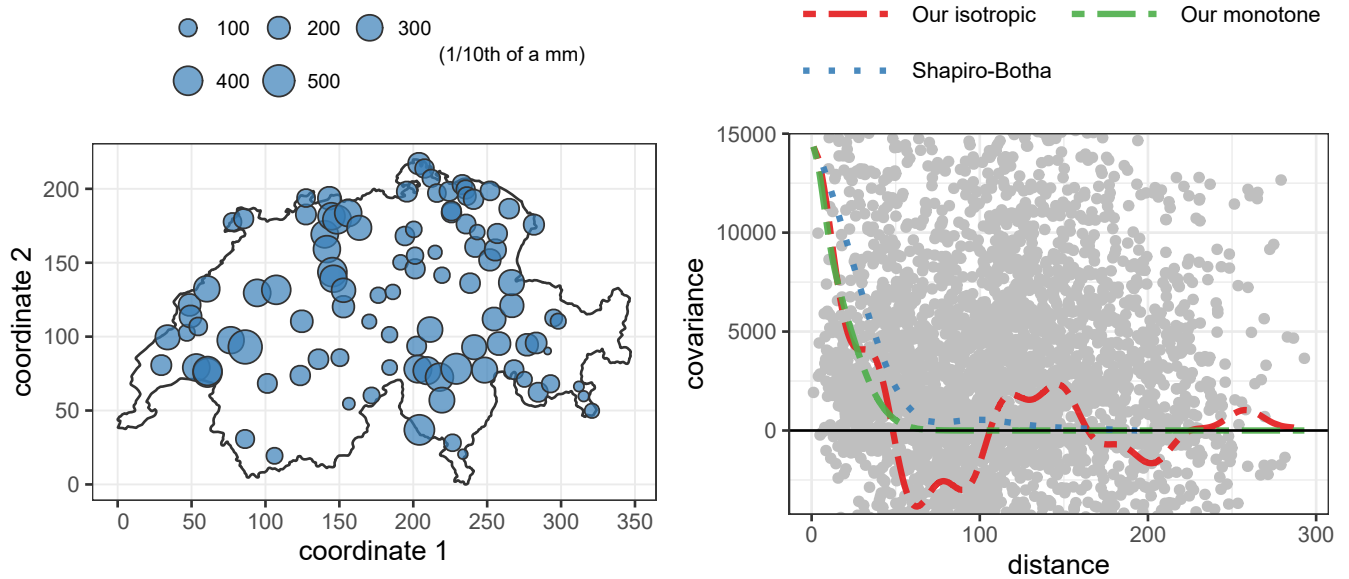 100 200 300
(1/10th of a mm)
400 500
coordinate 2
200
150
100
50
0
0 50 100 150 200 250 300 350
coordinate 1
Our isotropic Our monotone
Shapiro-Botha
covariance
15000
10000
5000
0
0 100 200 300
distance